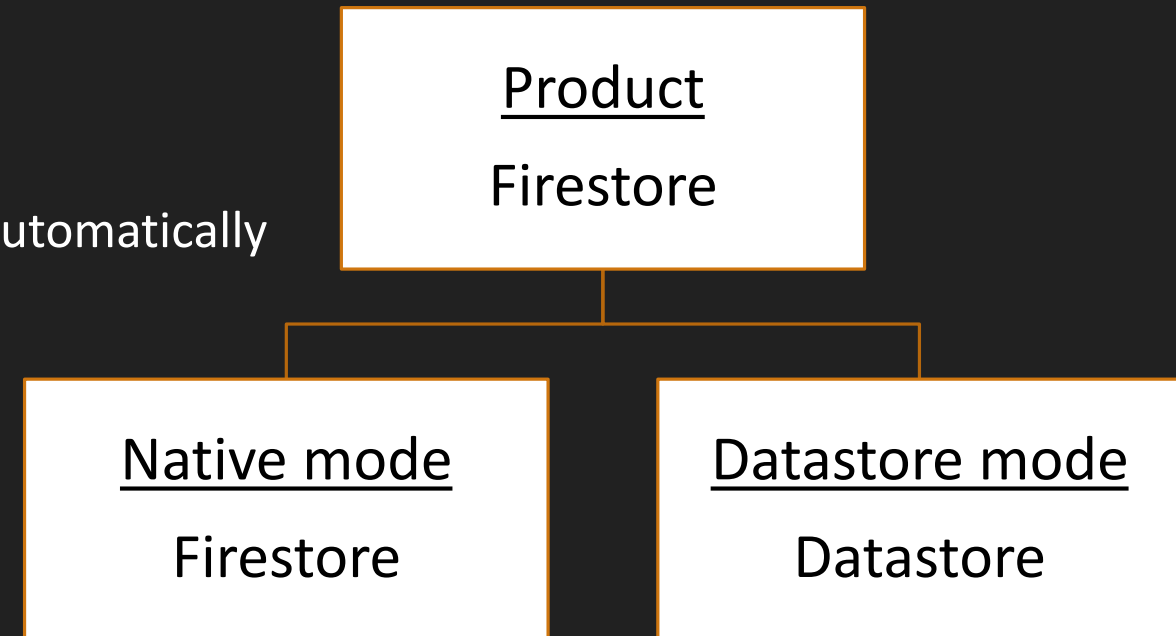 Product
Firestore
utomatically
Native mode
Firestore
Datastore mode
Datastore